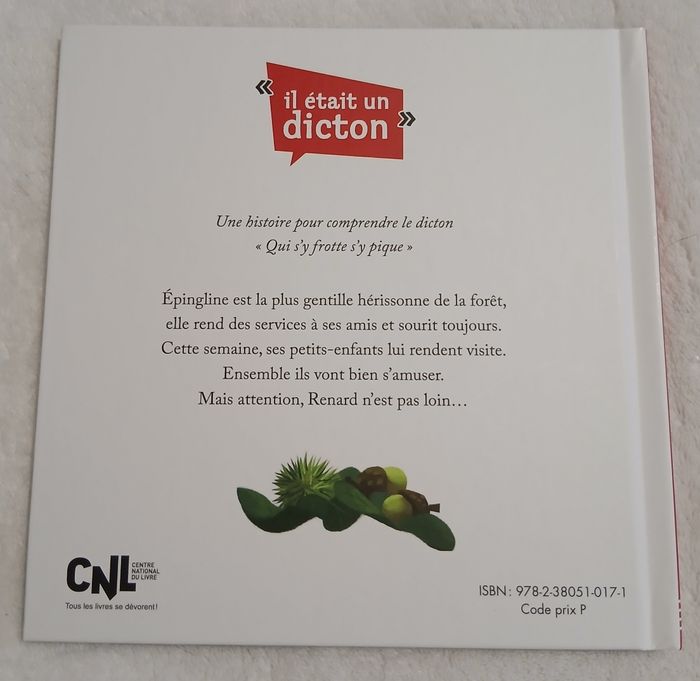 « il était un
dicton »
Une histoire pour comprendre le dicton
« Qui s'y frotte s'y pique »
Épingline est la plus gentille hérissonne de la forêt,
elle rend des services à ses amis et sourit toujours.
Cette semaine, ses petits-enfants lui rendent visite.
Ensemble ils vont bien s'amuser.
Mais attention, Renard n'est pas loin…
CNL
CENTRE
NATIONAL
DU LIVRE
Tous les livres se dévorent!
ISBN : 978-2-38051-017-1
Code prix P